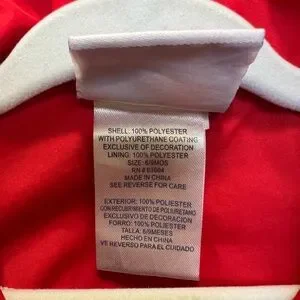 SHELL: 100% POLYESTER
WITH POLYURETHANE COATING
EXCLUSIVE OF DECORATION
LINING: 100% POLYESTER
SIZE: 6/9MOS
RN # 87604
MADE IN CHINA
SEE REVERSE FOR CARE
EXTERIOR: 100% POLIESTER
CON RECUBRIMIENTO DE POLIURETANO
EXCLUSIVO DE DECORACION
FORRO: 100% POLIESTER
TALLA: 6/9MESES
HECHO EN CHINA
VE REVERSO PARA EL CUIDADO